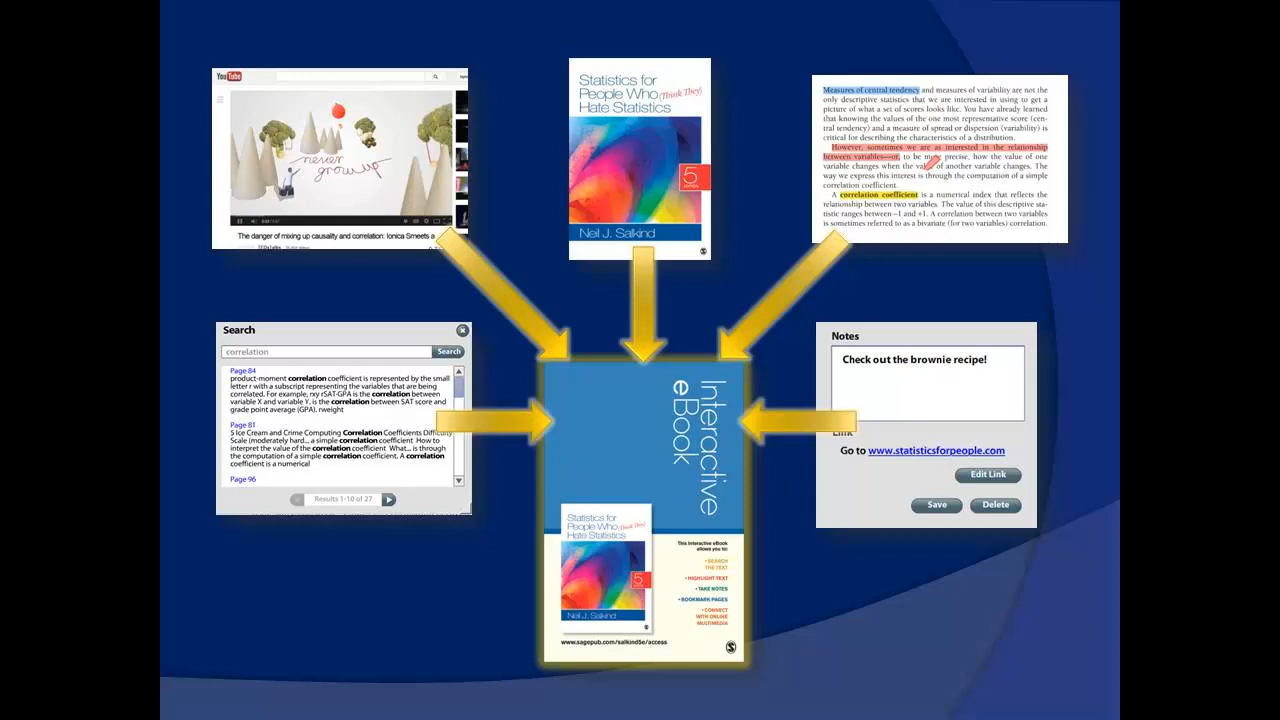 YouTube
never
grow up
The danger of mixing up causality and correlation: Ionica Smeets a
Statistics for
People Who (Think They)
Hate Statistics
5
EDITION
Neil J. Salkind
Measures of central tendency and measures of variability are not the
only descriptive statistics that we are interested in using to get a
picture of what a set of scores looks like. You have already learned
that knowing the values of the one most representative score (cen-
tral tendency) and a measure of spread or dispersion (variability) is
critical for describing the characteristics of a distribution.
However, sometimes we are as interested in the relationship
between variables—or, to be more precise, how the value of one
variable changes when the value of another variable changes. The
way we express this interest is through the computation of a simple
correlation coefficient.
A correlation coefficient is a numerical index that reflects the
relationship between two variables. The value of this descriptive sta-
tistic ranges between −1 and +1. A correlation between two variables
is sometimes referred to as a bivariate (for two variables) correlation.
Search
correlation
Search
Page 84
product-moment correlation coefficient is represented by the small
letter r with a subscript representing the variables that are being
correlated. For example, rxy rSAT·GPA is the correlation between
variable X and variable Y. is the correlation between SAT score and
grade point average (GPA). rweight
Page 81
5 Ice Cream and Crime Computing Correlation Coefficients Difficulty
Scale (moderately hard... a simple correlation coefficient How to
interpret the value of the correlation coefficient What... is through
the computation of a simple correlation coefficient. A correlation
coefficient is a numerical
Page 96
Results 1-10 of 27
Notes
Check out the brownie recipe!
Link
Go to www.statisticsforpeople.com
Edit Link
Save
Delete
Interactive
eBook
Statistics for
People Who (Think They)
Hate Statistics
5
Neil J. Salkind
This Interactive eBook
allows you to:
• SEARCH
THE TEXT
• HIGHLIGHT TEXT
• TAKE NOTES
• BOOKMARK PAGES
• CONNECT
WITH ONLINE
MULTIMEDIA
www.sagepub.com/salkind5e/access